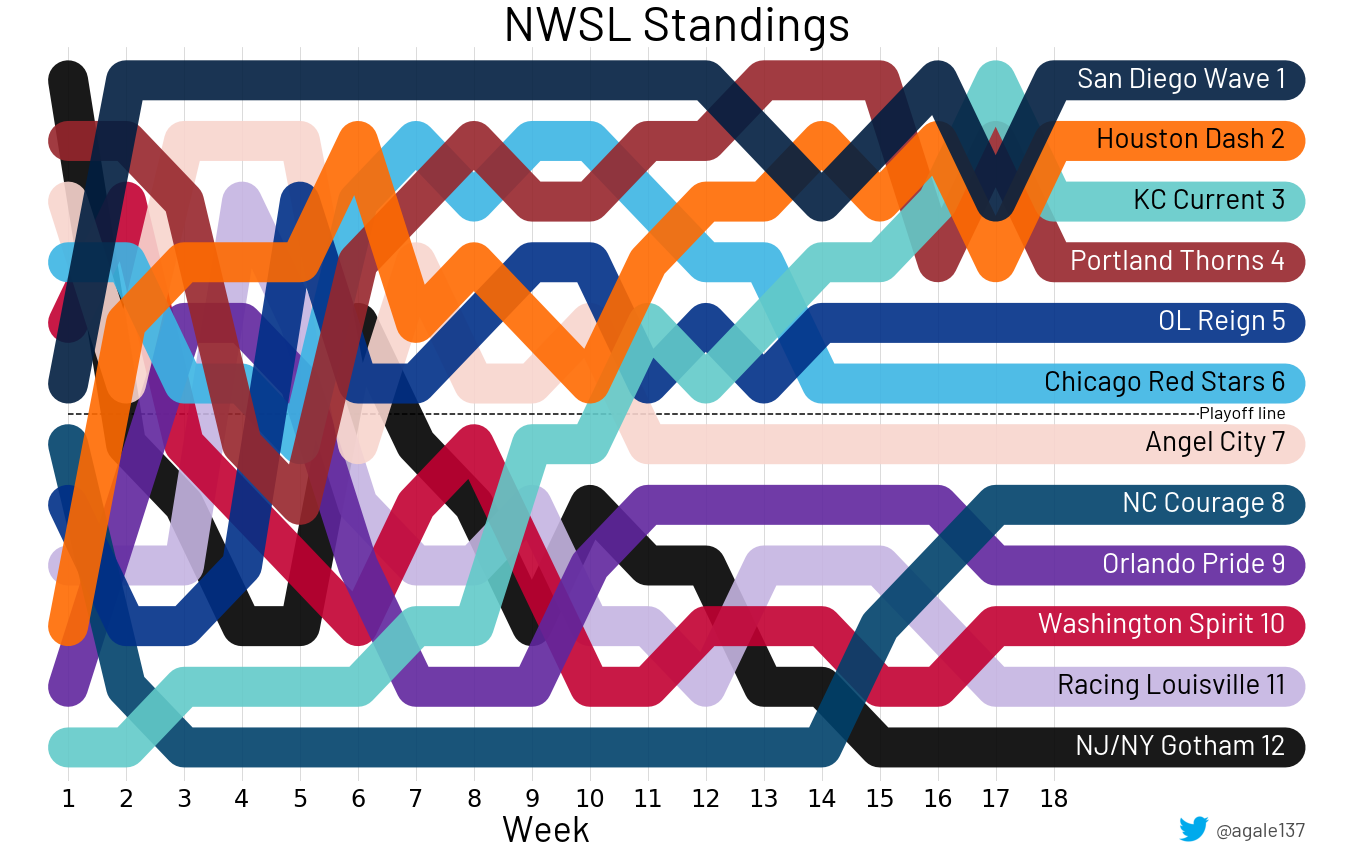 NWSL Standings
San Diego Wave 1
Houston Dash 2
KC Current 3
Portland Thorns 4
OL Reign 5
Chicago Red Stars 6
Playoff line
Angel City 7
NC Courage 8
Orlando Pride 9
Washington Spirit 10
Racing Louisville 11
NJ/NY Gotham 12
1 2 3 4 5 6 7 8 9 10 11 12 13 14 15 16 17 18
Week
@agale137